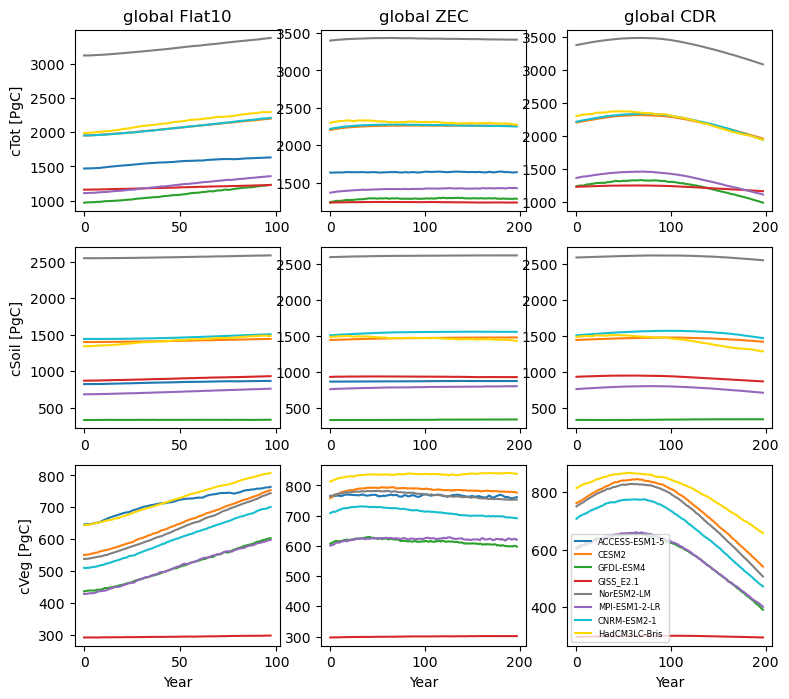 global Flat10 global ZEC global CDR
cTot [PgC]
3000
2500
2000
1500
1000
0 50 100
3500
3000
2500
2000
1500
0 100 200
3500
3000
2500
2000
1500
1000
0 100 200
cSoil [PgC]
2500
2000
1500
1000
500
0 50 100
2500
2000
1500
1000
500
0 100 200
2500
2000
1500
1000
500
0 100 200
cVeg [PgC]
800
700
600
500
400
300
0 50 100
Year
800
700
600
500
400
300
0 100 200
Year
800
600
400
ACCESS-ESM1-5
CESM2
GFDL-ESM4
GISS_E2.1
NorESM2-LM
MPI-ESM1-2-LR
CNRM-ESM2-1
HadCM3LC-Bris
0 100 200
Year